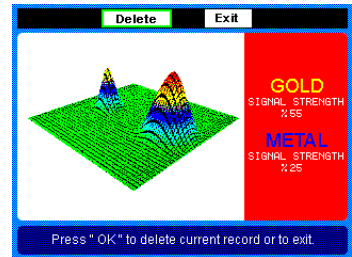 Delete Exit
GOLD
SIGNAL STRENGTH
%55
METAL
SIGNAL STRENGTH
%25
Press " OK" to delete current record or to exit.